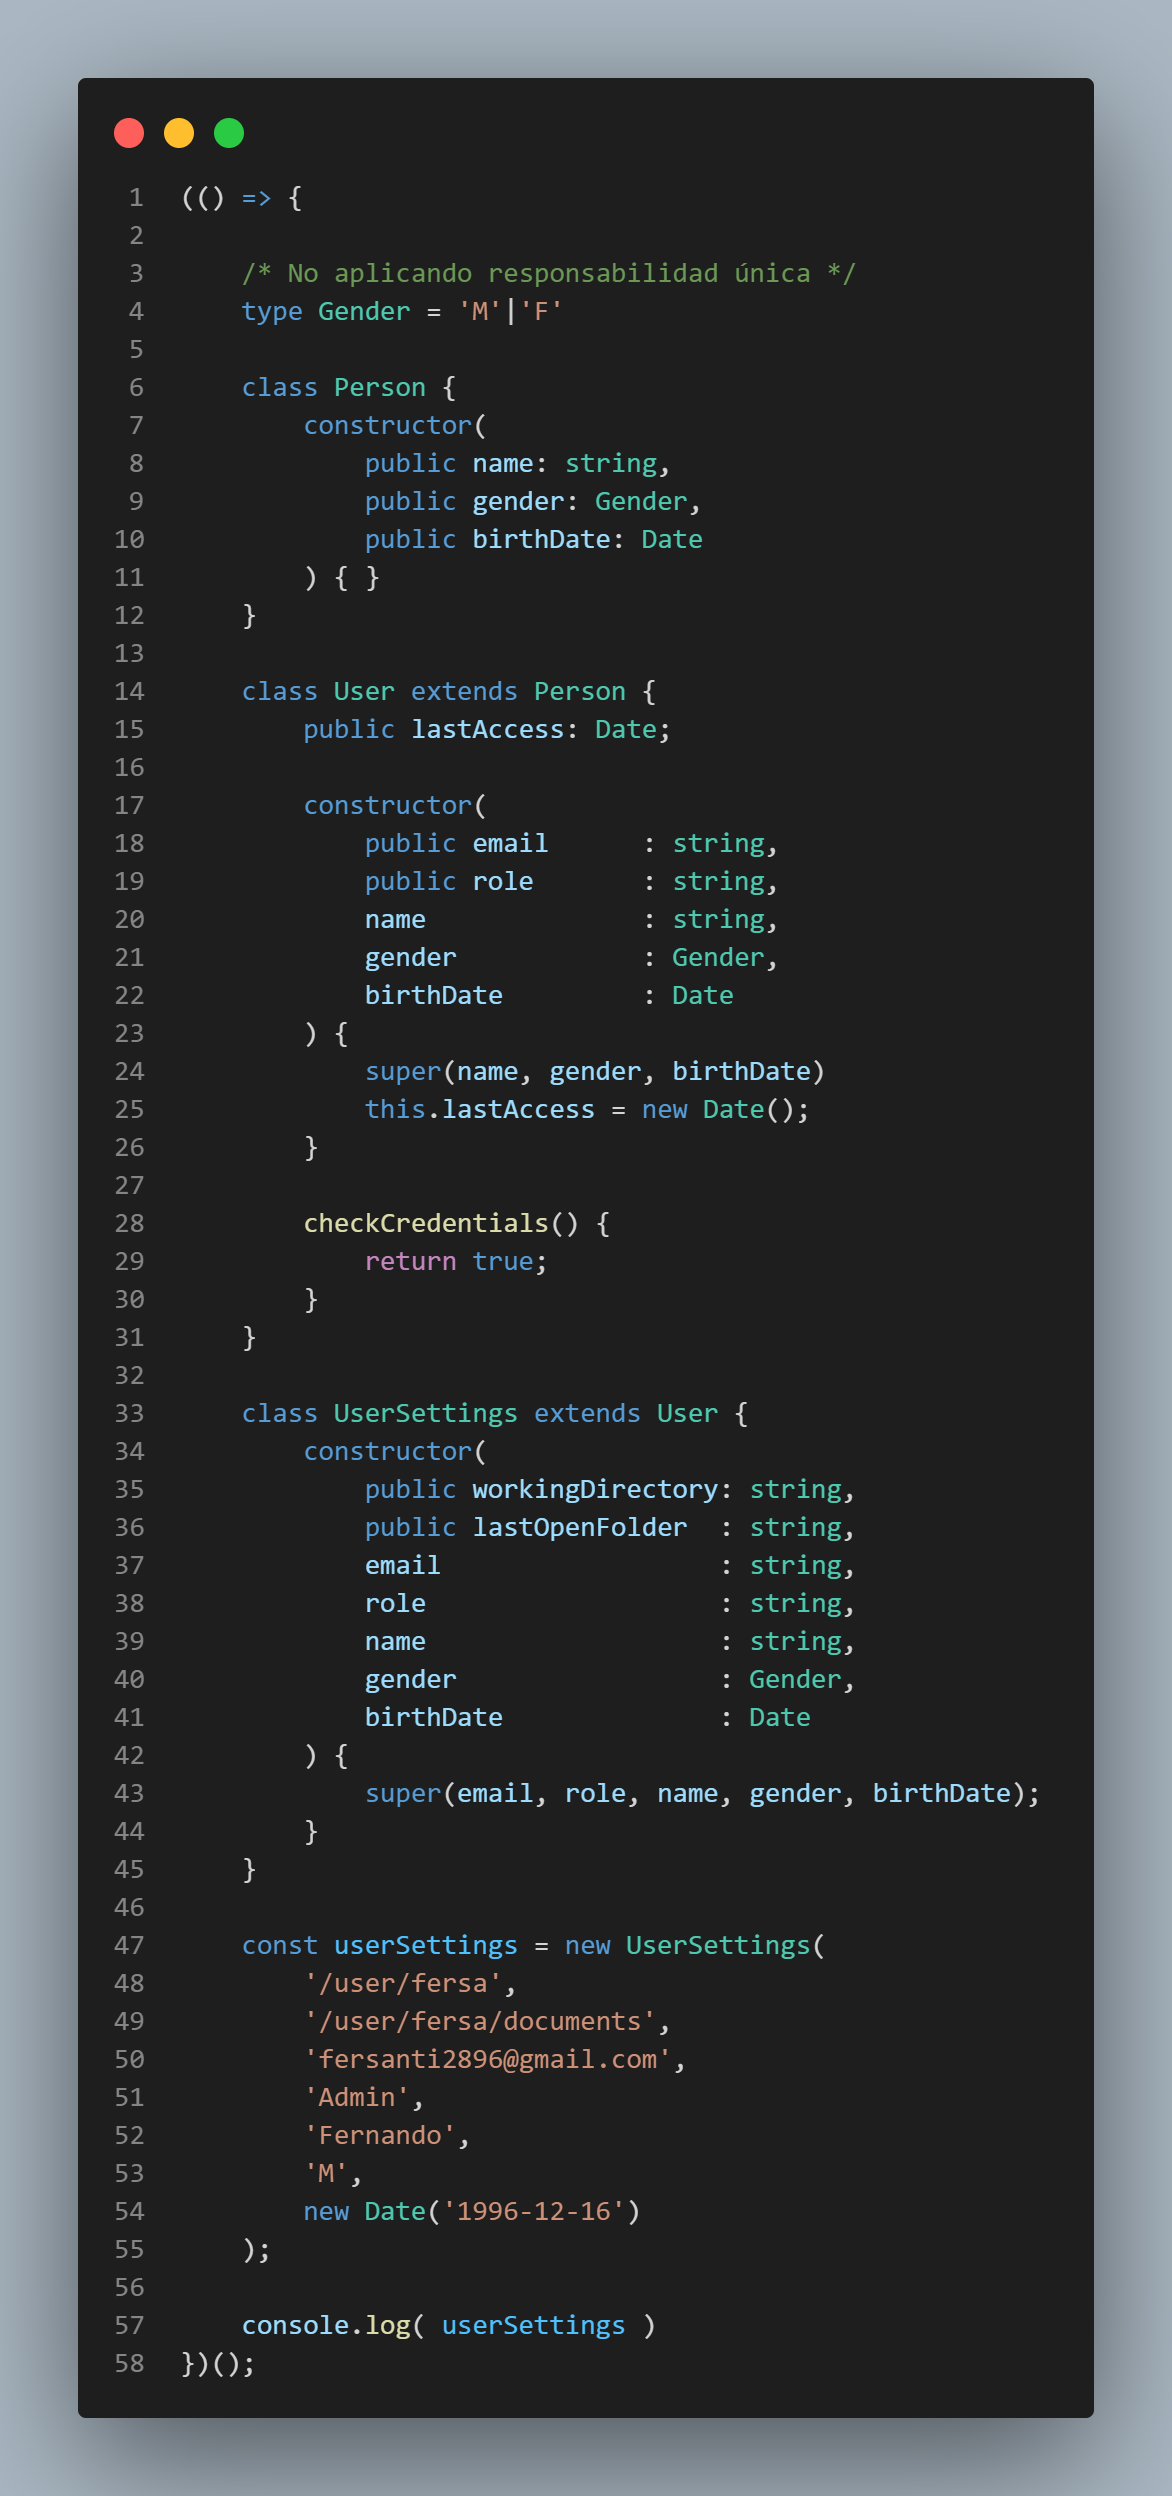 1 (() => {
2
3     /* No aplicando responsabilidad única */
4     type Gender = 'M'|'F'
5
6     class Person {
7         constructor(
8             public name: string,
9             public gender: Gender,
10             public birthDate: Date
11         ) { }
12     }
13
14     class User extends Person {
15         public lastAccess: Date;
16
17         constructor(
18             public email      : string,
19             public role       : string,
20             name              : string,
21             gender            : Gender,
22             birthDate         : Date
23         ) {
24             super(name, gender, birthDate)
25             this.lastAccess = new Date();
26         }
27
28         checkCredentials() {
29             return true;
30         }
31     }
32
33     class UserSettings extends User {
34         constructor(
35             public workingDirectory: string,
36             public lastOpenFolder  : string,
37             email                  : string,
38             role                   : string,
39             name                   : string,
40             gender                 : Gender,
41             birthDate              : Date
42         ) {
43             super(email, role, name, gender, birthDate);
44         }
45     }
46
47     const userSettings = new UserSettings(
48         '/user/fersa',
49         '/user/fersa/documents',
50         'fersanti2896@gmail.com',
51         'Admin',
52         'Fernando',
53         'M',
54         new Date('1996-12-16')
55     );
56
57     console.log( userSettings )
58 })();